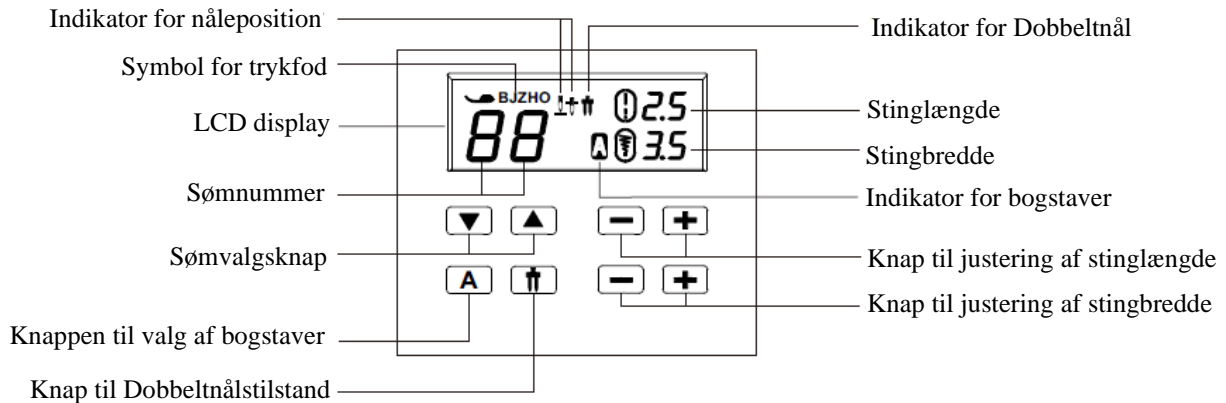 Indikator for nåleposition
Symbol for trykfod
LCD display
Sømnummer
Sømvalgsknap
Knappen til valg af bogstaver
Knap til Dobbeltnålstilstand
BJZHO
2.5
88
A
3.5
A
Indikator for Dobbeltnål
Stinglængde
Stingbredde
Indikator for bogstaver
Knap til justering af stinglængde
Knap til justering af stingbredde